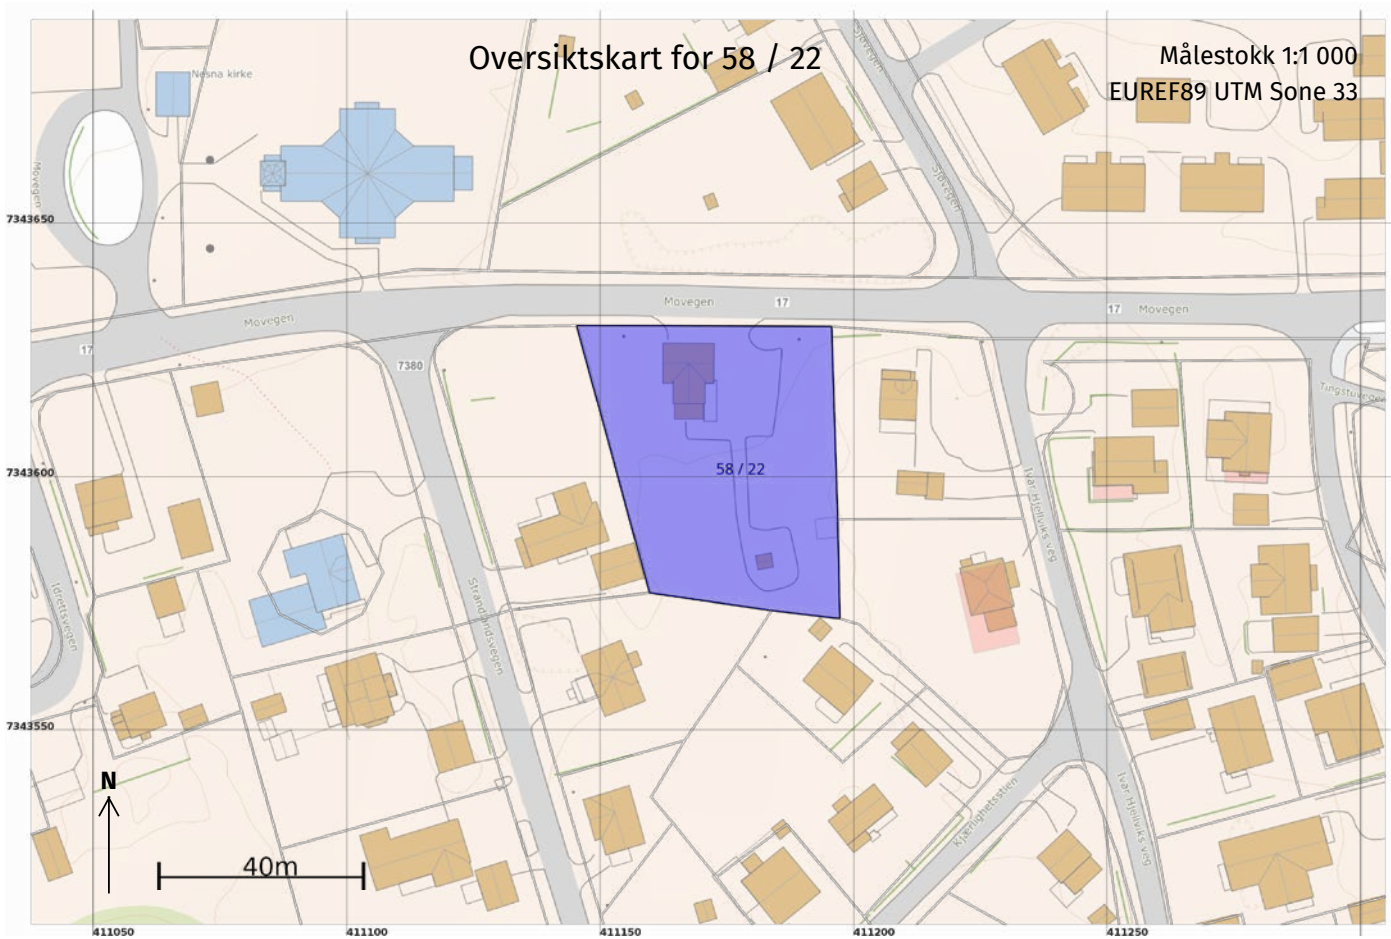 Oversiktskart for 58 / 22
Målestokk 1:1 000
EUREF89 UTM Sone 33
Nesna kirke
Sjøvegen
Movegen
Sjøvegen
7343650
Movegen
17
17
Movegen
Movegen
17
7380
Tingstuvegen
7343600
58 / 22
Ivar Hjellviks veg
Idrettsvegen
Strandlandsvegen
7343550
N
Ivar Hjellviks veg
Kjærlighetsstien
40m
411050
411100
411150
411200
411250